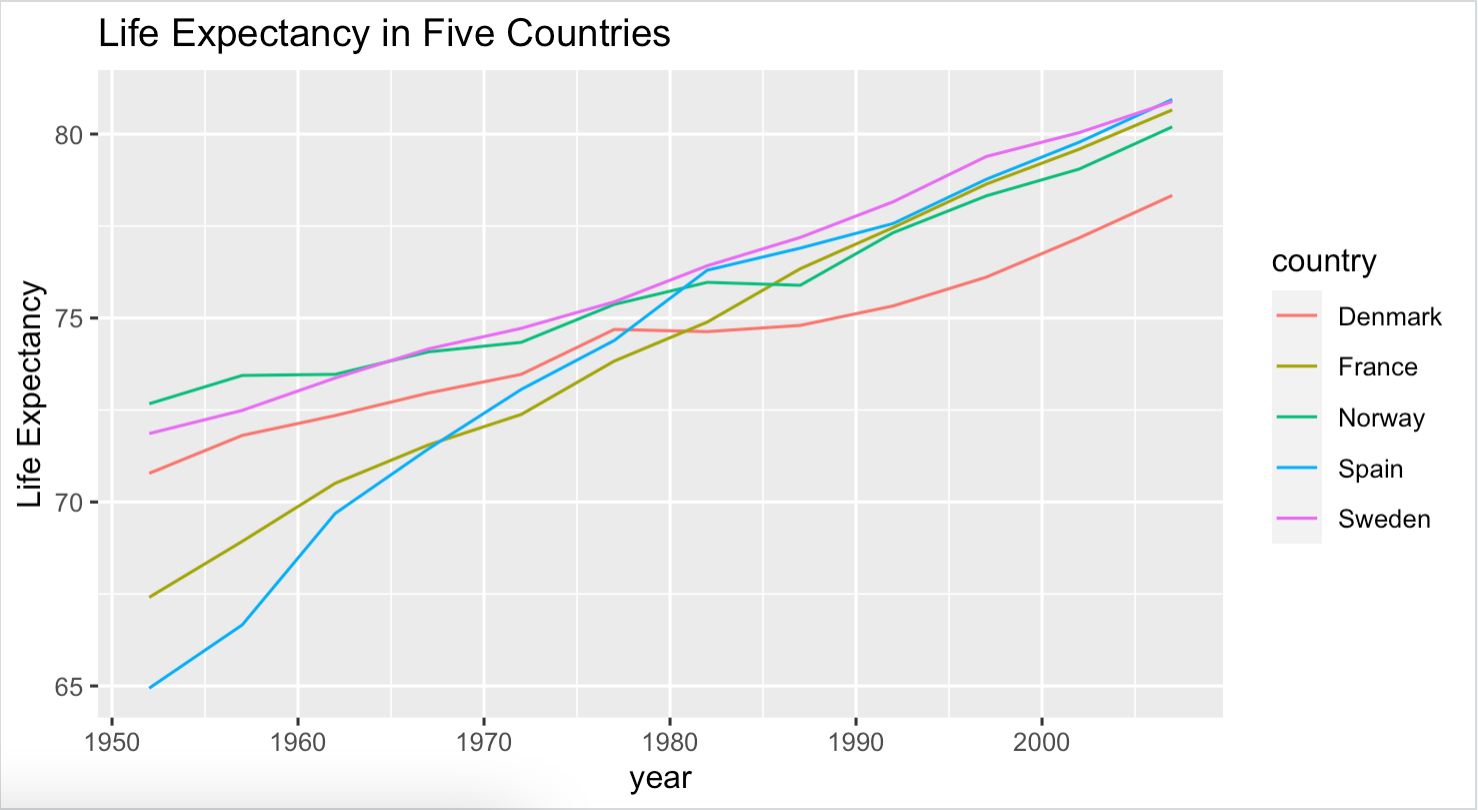 Life Expectancy in Five Countries
Life Expectancy
80
75
70
65
1950 1960 1970 1980 1990 2000
year
country
Denmark
France
Norway
Spain
Sweden